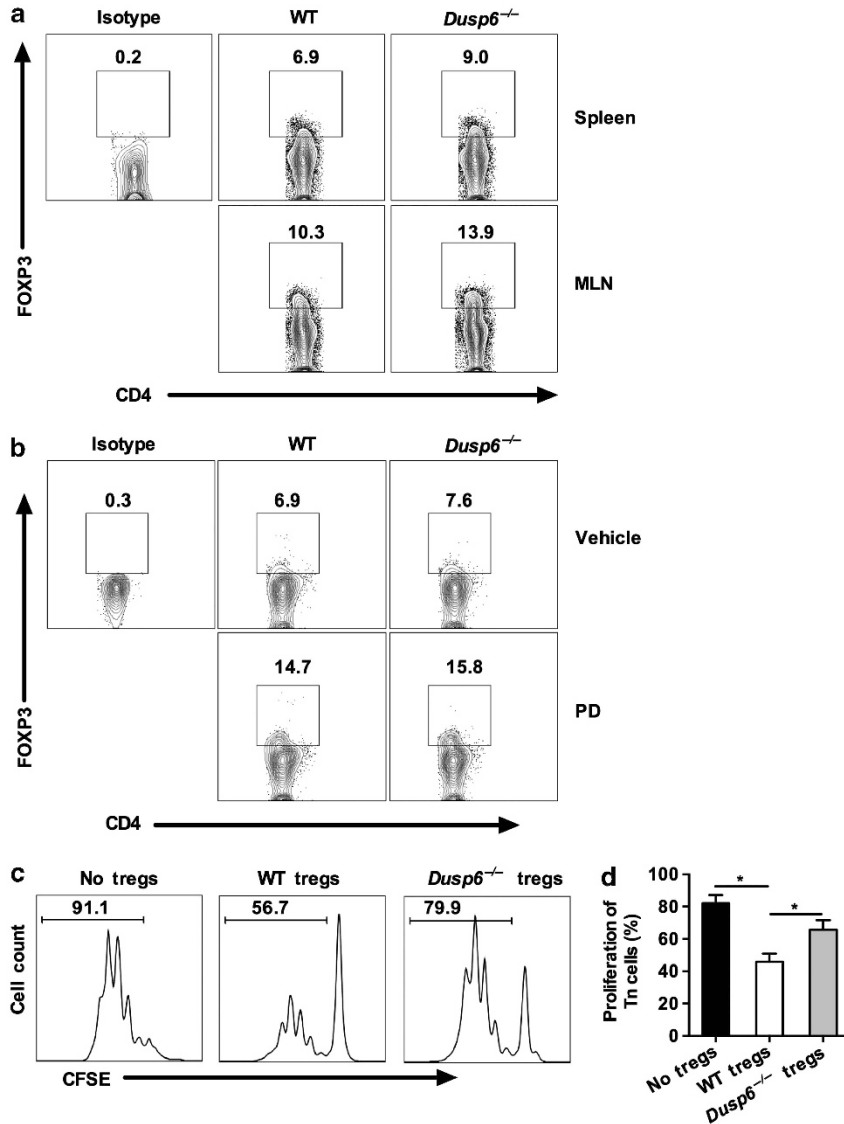 a
Isotype WT Dusp6–/–
0.2 6.9 9.0
Spleen
10.3 13.9
MLN
FOXP3
CD4
b
Isotype WT Dusp6–/–
0.3 6.9 7.6
Vehicle
14.7 15.8
PD
FOXP3
CD4
c
No tregs WT tregs Dusp6–/– tregs
91.1 56.7 79.9
Cell count
CFSE
d
* *
100
80
60
40
20
0
Proliferation of
Tn cells (%)
No tregs
WT tregs
Dusp6–/– tregs